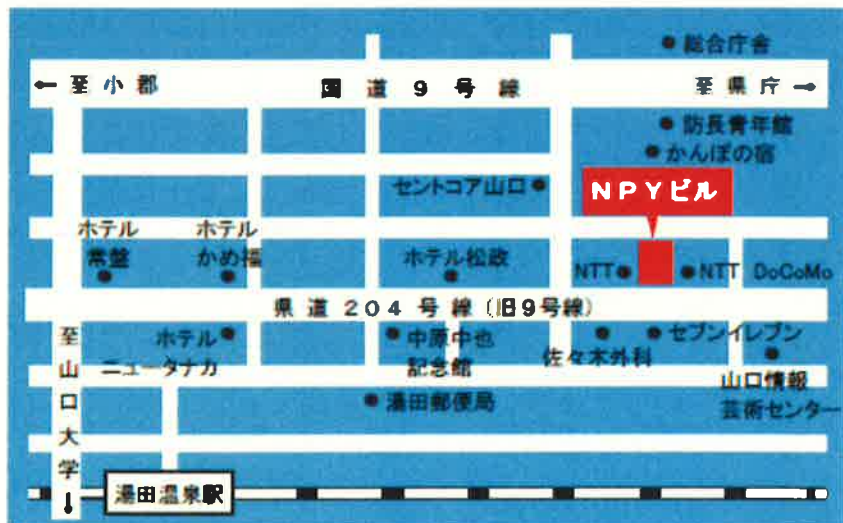 総合庁舎
←至小郡
国道9号線
至県庁→
防長青年館
かんぽの宿
セントコア山口
NPYビル
ホテル
常盤
ホテル
かめ福
ホテル松政
NTT
NTT DoCoMo
県道204号線(旧9号線)
至山口大学
ホテル
ニュータナカ
中原中也
記念館
佐々木外科
セブンイレブン
山口情報
芸術センター
湯田郵便局
湯田温泉駅